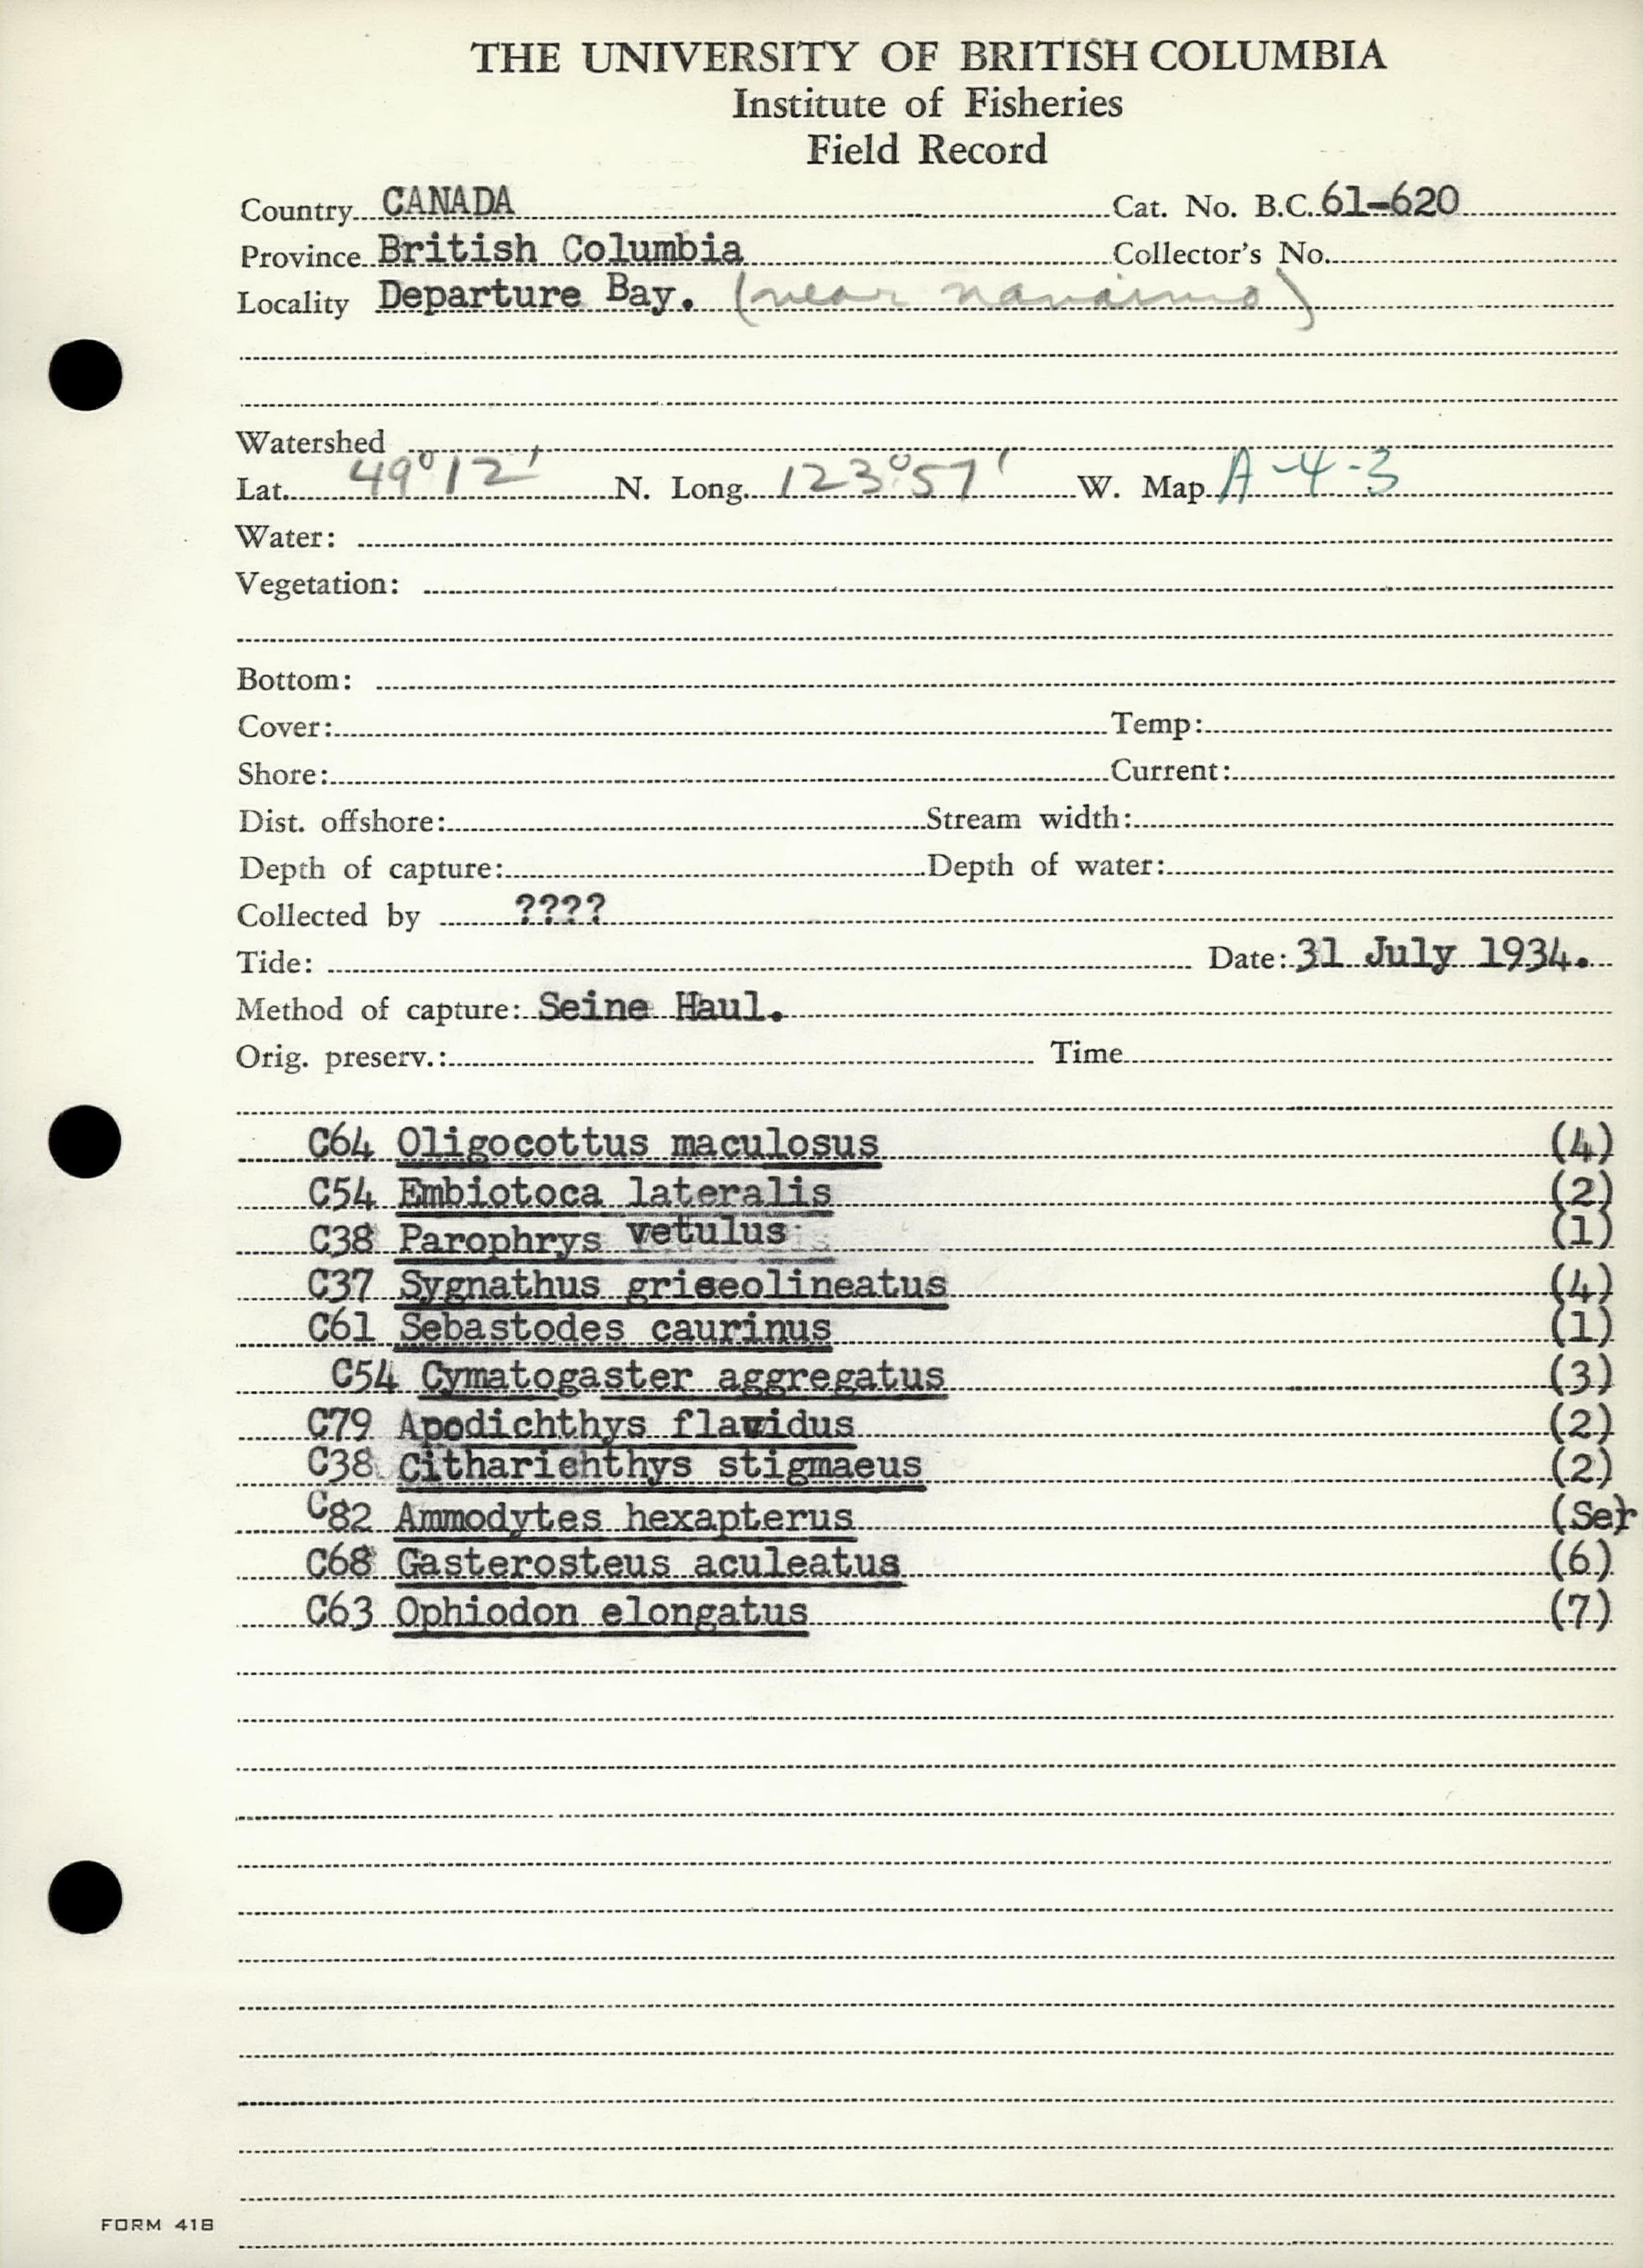 THE UNIVERSITY OF BRITISH COLUMBIA
Institute of Fisheries
Field Record
Country CANADA Cat. No. B.C. 61-620
Province British Columbia Collector's No.
Locality Departure Bay. (near nanaimo)
Watershed
Lat. 49°12' N. Long. 123°57' W. Map A-4-3
Water:
Vegetation:
Bottom:
Cover: Temp:
Shore: Current:
Dist. offshore: Stream width:
Depth of capture: Depth of water:
Collected by ????
Tide: Date: 31 July 1934.
Method of capture: Seine Haul.
Orig. preserv.: Time
C64 Oligocottus maculosus (4)
C54 Embiotoca lateralis (2)
C38 Parophrys vetulus (1)
C37 Sygnathus griseolineatus (4)
C61 Sebastodes caurinus (1)
C54 Cymatogaster aggregatus (3)
C79 Apodichthys flavidus (2)
C38 Citharichthys stigmaeus (2)
C82 Ammodytes hexapterus (Ser)
C68 Gasterosteus aculeatus (6)
C63 Ophiodon elongatus (7)
FORM 41B